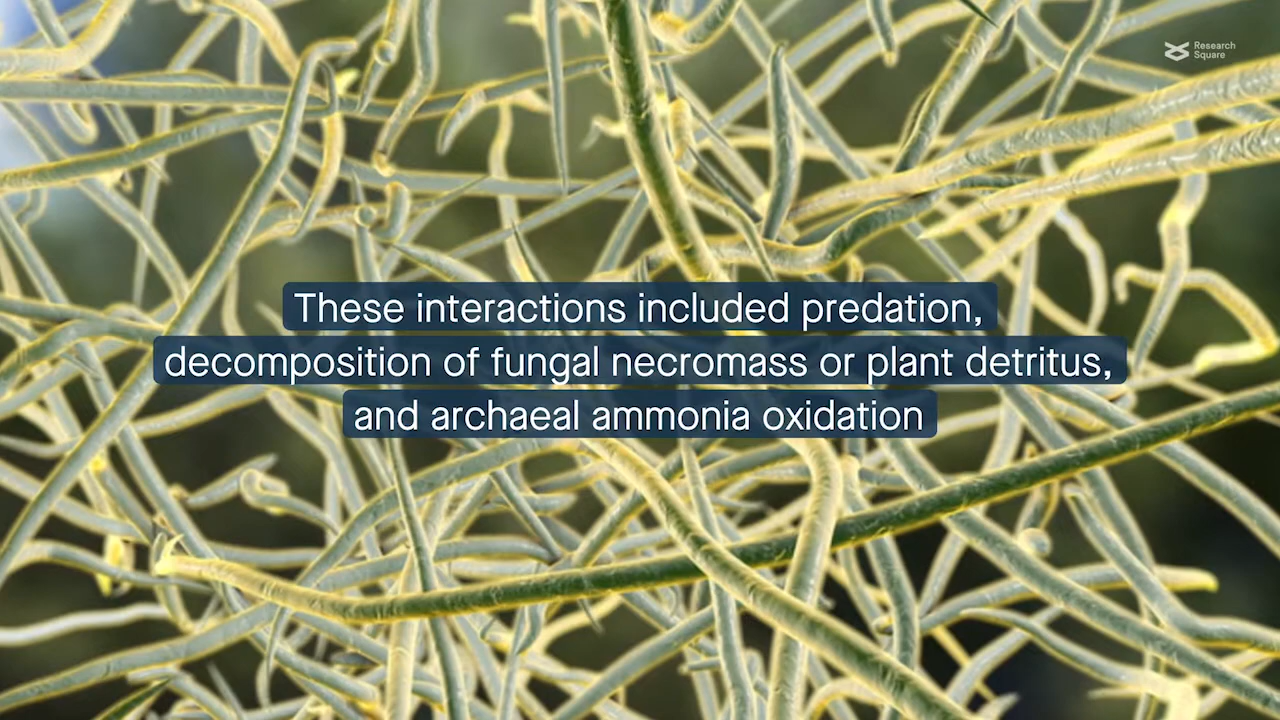 Research
Square
These interactions included predation,
decomposition of fungal necromass or plant detritus,
and archaeal ammonia oxidation